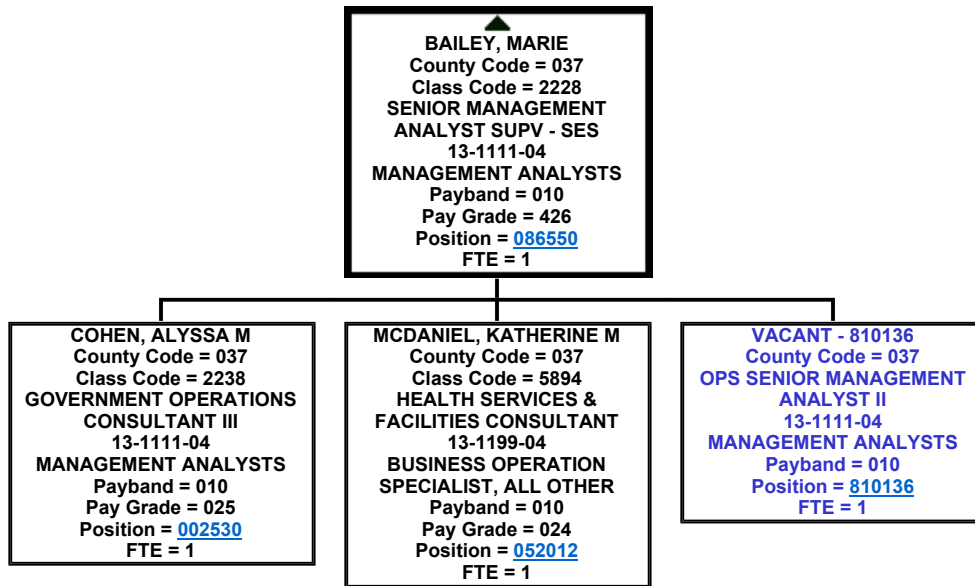 BAILEY, MARIE
County Code = 037
Class Code = 2228
SENIOR MANAGEMENT
ANALYST SUPV - SES
13-1111-04
MANAGEMENT ANALYSTS
Payband = 010
Pay Grade = 426
Position = 086550
FTE = 1
COHEN, ALYSSA M
County Code = 037
Class Code = 2238
GOVERNMENT OPERATIONS
CONSULTANT III
13-1111-04
MANAGEMENT ANALYSTS
Payband = 010
Pay Grade = 025
Position = 002530
FTE = 1
MCDANIEL, KATHERINE M
County Code = 037
Class Code = 5894
HEALTH SERVICES &
FACILITIES CONSULTANT
13-1199-04
BUSINESS OPERATION
SPECIALIST, ALL OTHER
Payband = 010
Pay Grade = 024
Position = 052012
FTE = 1
VACANT - 810136
County Code = 037
OPS SENIOR MANAGEMENT
ANALYST II
13-1111-04
MANAGEMENT ANALYSTS
Payband = 010
Position = 810136
FTE = 1